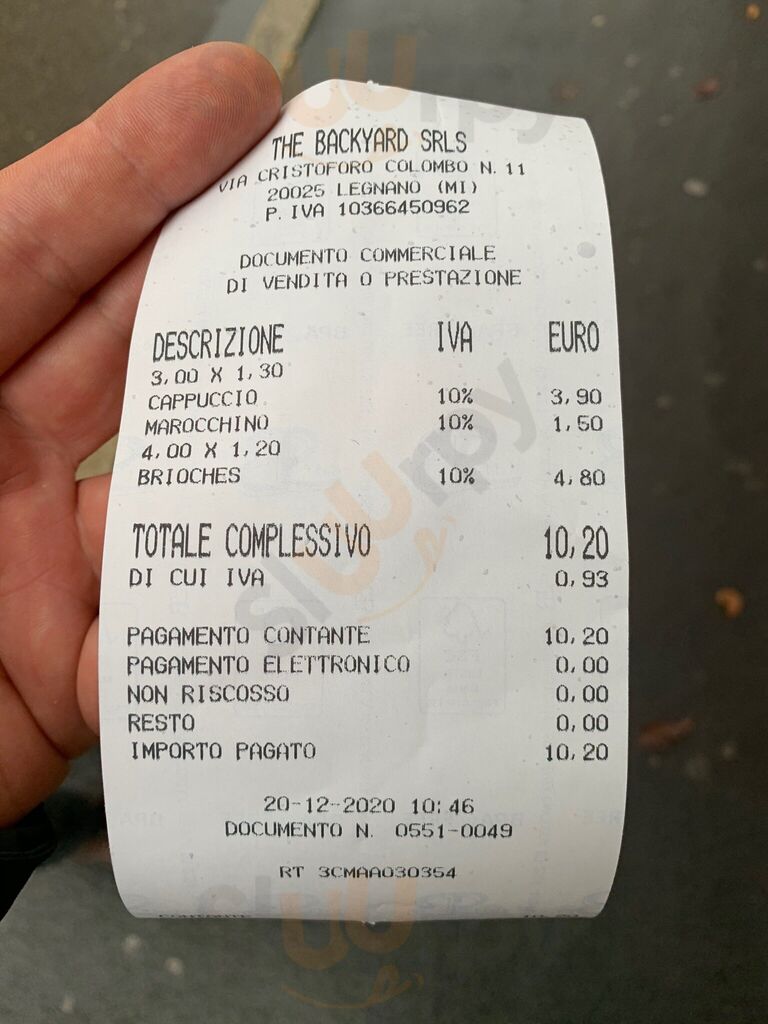 THE BACKYARD SRLS
VIA CRISTOFORO COLOMBO N. 11
20025 LEGNANO (MI)
P. IVA 10366450962
DOCUMENTO COMMERCIALE
DI VENDITA O PRESTAZIONE
DESCRIZIONE IVA EURO
3,00 X 1,30
CAPPUCCIO 10% 3,90
MAROCCHINO 10% 1,50
4,00 X 1,20
BRIOCHES 10% 4,80
TOTALE COMPLESSIVO 10,20
DI CUI IVA 0,93
PAGAMENTO CONTANTE 10,20
PAGAMENTO ELETTRONICO 0,00
NON RISCOSSO 0,00
RESTO 0,00
IMPORTO PAGATO 10,20
20-12-2020 10:46
DOCUMENTO N. 0551-0049
RT 3CMAA030354
sluurpy